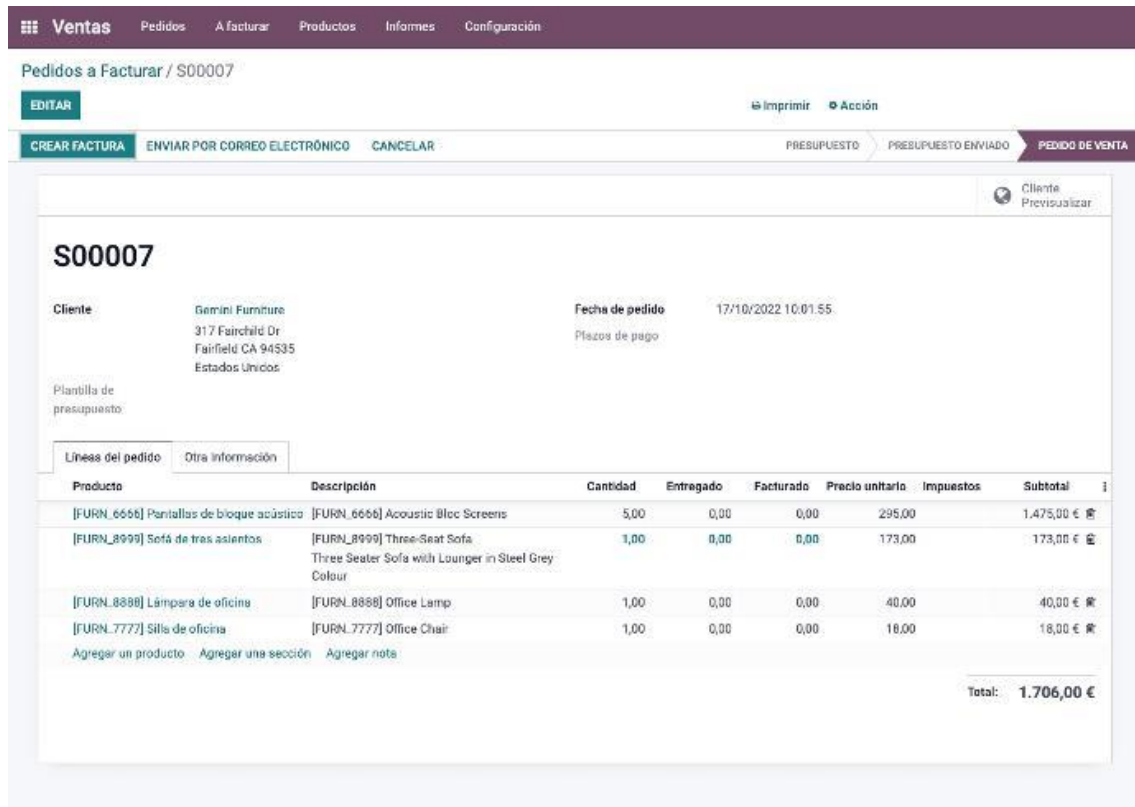 Ventas Pedidos A facturar Productos Informes Configuración
Pedidos a Facturar / S00007
EDITAR Imprimir Acción
CREAR FACTURA ENVIAR POR CORREO ELECTRÓNICO CANCELAR PRESUPUESTO PRESUPUESTO ENVIADO PEDIDO DE VENTA
Cliente
Previsualizar
S00007
Cliente Gemini Furniture Fecha de pedido 17/10/2022 10:01:55
317 Fairchild Dr Plazos de pago
Fairfield CA 94535
Estados Unidos
Plantilla de
presupuesto
Líneas del pedido Otra información
Producto Descripción Cantidad Entregado Facturado Precio unitario Impuestos Subtotal
[FURN_6666] Pantallas de bloque acústico [FURN_6666] Acoustic Bloc Screens 5,00 0,00 0,00 295,00 1.475,00 €
[FURN_8999] Sofá de tres asientos [FURN_8999] Three-Seat Sofa 1,00 0,00 0,00 173,00 173,00 €
Three Seater Sofa with Lounger in Steel Grey
Colour
[FURN_8888] Lámpara de oficina [FURN_8888] Office Lamp 1,00 0,00 0,00 40,00 40,00 €
[FURN_7777] Silla de oficina [FURN_7777] Office Chair 1,00 0,00 0,00 18,00 18,00 €
Agregar un producto Agregar una sección Agregar nota
Total: 1.706,00 €